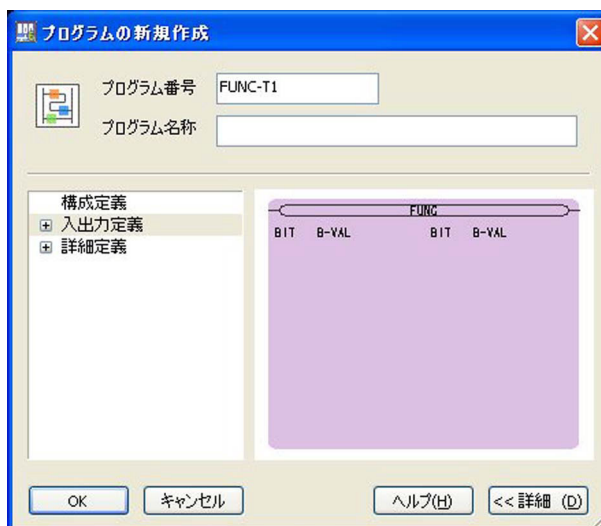 プログラムの新規作成
プログラム番号 FUNC-T1
プログラム名称
構成定義
入出力定義
詳細定義
FUNC
BIT B-VAL BIT B-VAL
OK キャンセル ヘルプ(H) <<詳細 (D)